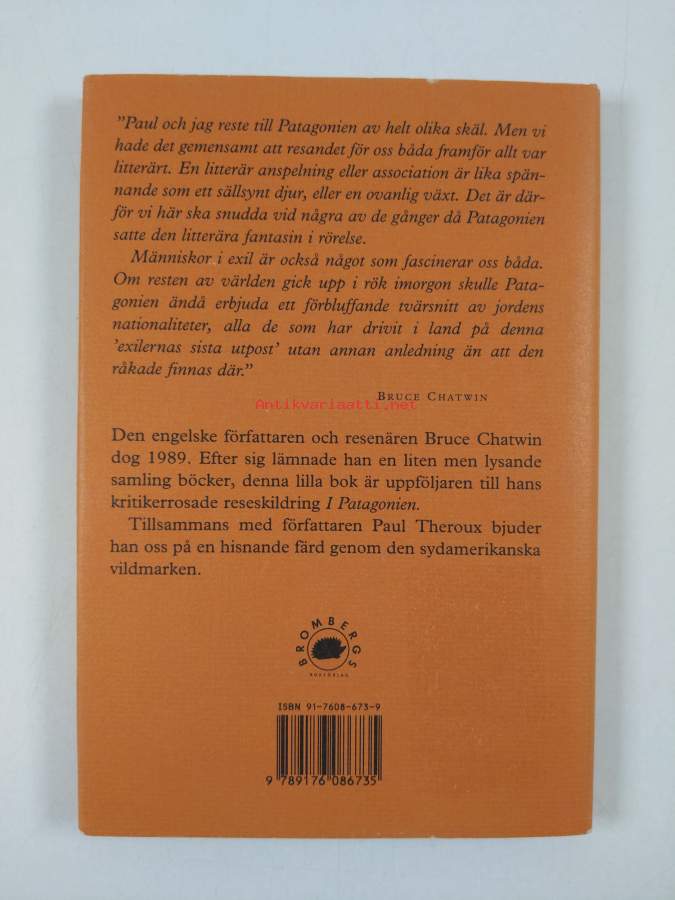 ”Paul och jag reste till Patagonien av helt olika skäl. Men vi
hade det gemensamt att resandet för oss båda framför allt var
litterärt. En litterär anspelning eller association är lika spän-
nande som ett sällsynt djur, eller en ovanlig växt. Det är där-
för vi här ska snudda vid några av de gånger då Patagonien
satte den litterära fantasin i rörelse.
Människor i exil är också något som fascinerar oss båda.
Om resten av världen gick upp i rök imorgon skulle Pata-
gonien ändå erbjuda ett förbluffande tvärsnitt av jordens
nationaliteter, alla de som har drivit i land på denna
’exilernas sista utpost’ utan annan anledning än att den
råkade finnas där.”
BRUCE CHATWIN
Antikvariaatti.net
Den engelske författaren och resenären Bruce Chatwin
dog 1989. Efter sig lämnade han en liten men lysande
samling böcker, denna lilla bok är uppföljaren till hans
kritikerrosade reseskildring I Patagonien.
Tillsammans med författaren Paul Theroux bjuder
han oss på en hisnande färd genom den sydamerikanska
vildmarken.
BROMBERGS
BOKFÖRLAG
ISBN 91-7608-673-9
9 789176 086735